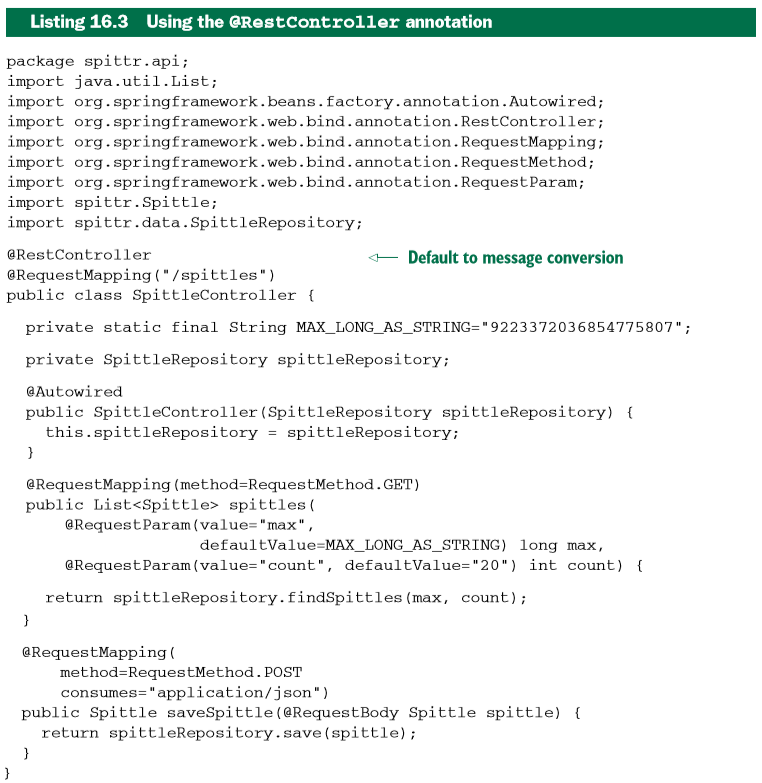 Listing 16.3 Using the @RestController annotation
package spittr.api;
import java.util.List;
import org.springframework.beans.factory.annotation.Autowired;
import org.springframework.web.bind.annotation.RestController;
import org.springframework.web.bind.annotation.RequestMapping;
import org.springframework.web.bind.annotation.RequestMethod;
import org.springframework.web.bind.annotation.RequestParam;
import spittr.Spittle;
import spittr.data.SpittleRepository;
@RestController Default to message conversion
@RequestMapping("/spittles")
public class SpittleController {
private static final String MAX_LONG_AS_STRING="9223372036854775807";
private SpittleRepository spittleRepository;
@Autowired
public SpittleController(SpittleRepository spittleRepository) {
this.spittleRepository = spittleRepository;
}
@RequestMapping(method=RequestMethod.GET)
public List<Spittle> spittles(
@RequestParam(value="max",
defaultValue=MAX_LONG_AS_STRING) long max,
@RequestParam(value="count", defaultValue="20") int count) {
return spittleRepository.findSpittles(max, count);
}
@RequestMapping(
method=RequestMethod.POST
consumes="application/json")
public Spittle saveSpittle(@RequestBody Spittle spittle) {
return spittleRepository.save(spittle);
}
}